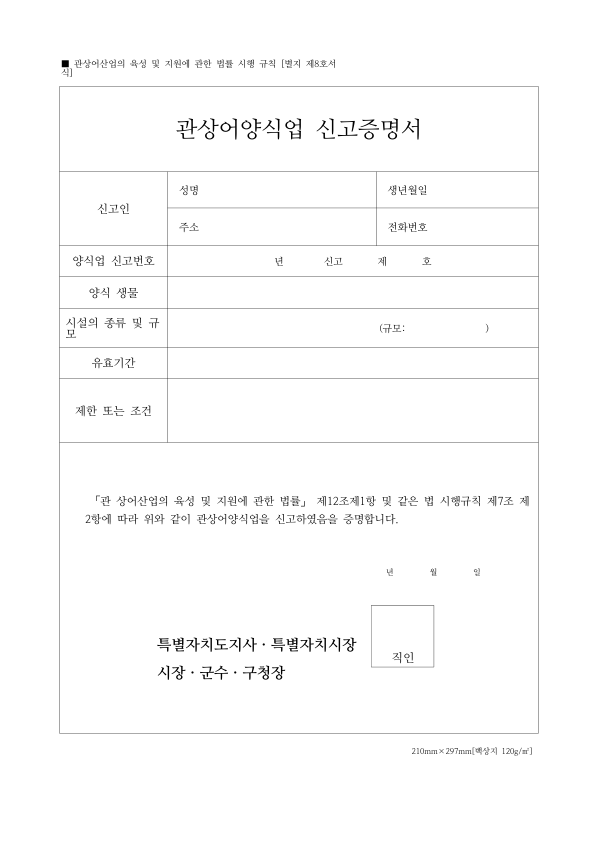 ■ 관상어산업의 육성 및 지원에 관한 법률 시행 규칙 [별지 제8호서
식]
관상어양식업 신고증명서
신고인
성명
생년월일
주소
전화번호
양식업 신고번호
년 신고 제 호
양식 생물
시설의 종류 및 규
모
(규모: )
유효기간
제한 또는 조건
「관 상어산업의 육성 및 지원에 관한 법률」 제12조제1항 및 같은 법 시행규칙 제7조 제
2항에 따라 위와 같이 관상어양식업을 신고하였음을 증명합니다.
년 월 일
특별자치도지사 · 특별자치시장
시장 · 군수 · 구청장
직인
210mm×297mm[백상지 120g/㎡]